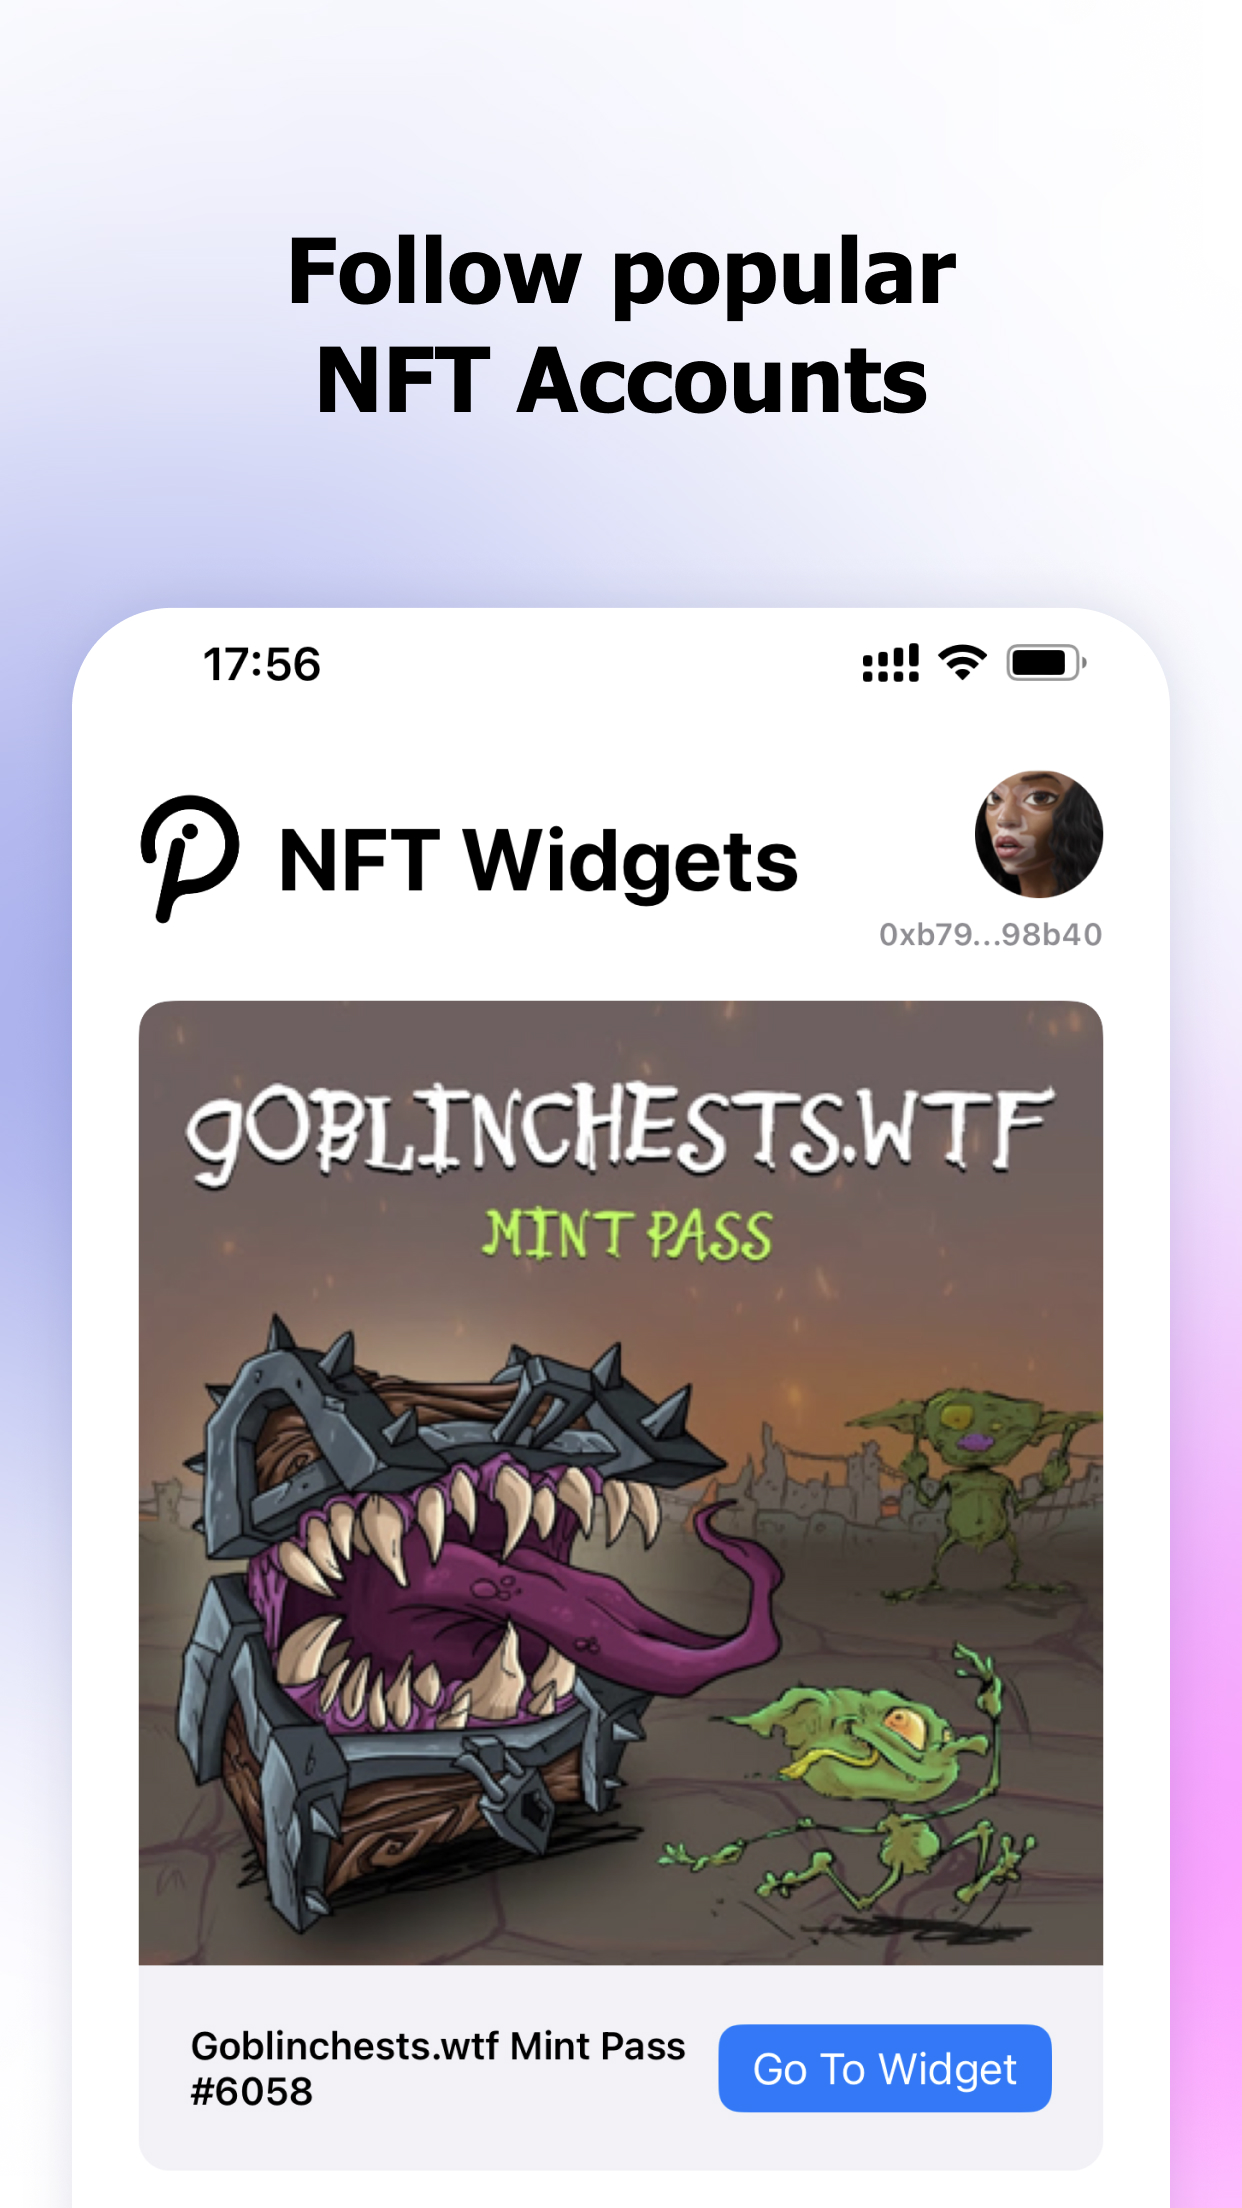 Follow popular
NFT Accounts
17:56
NFT Widgets
0xb79...98b40
gOBLINCHESTS.WTF
MINT PASS
Goblinchests.wtf Mint Pass
#6058
Go To Widget